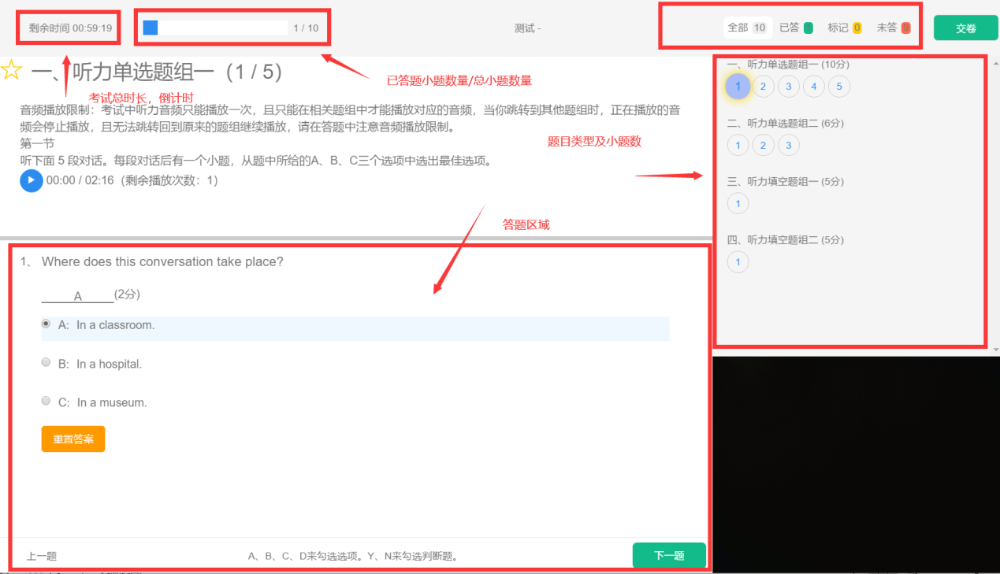 剩余时间 00:59:19
1 / 10
测试 -
全部 10
已答 1
标记 0
未答 9
交卷
一、听力单选题组一（1 / 5）
已答题小题数量/总小题数量
考试总时长，倒计时
音频播放限制：考试中听力音频只能播放一次，且只能在相关题组中才能播放对应的音频，当你跳转到其他题组时，正在播放的音
频会停止播放，且无法跳转回到原来的题组继续播放，请在答题中注意音频播放限制。
第一节
听下面 5 段对话。每段对话后有一个小题，从题中所给的A、B、C三个选项中选出最佳选项。
00:00 / 02:16（剩余播放次数：1）
题目类型及小题数
答题区域
一、听力单选题组一 (10分)
1 2 3 4 5
二、听力单选题组二 (6分)
1 2 3
三、听力填空题组一 (5分)
1
四、听力填空题组二 (5分)
1
1、 Where does this conversation take place?
A (2分)
A: In a classroom.
B: In a hospital.
C: In a museum.
重置答案
上一题
A、B、C、D来勾选选项。Y、N来勾选判断题。
下一题